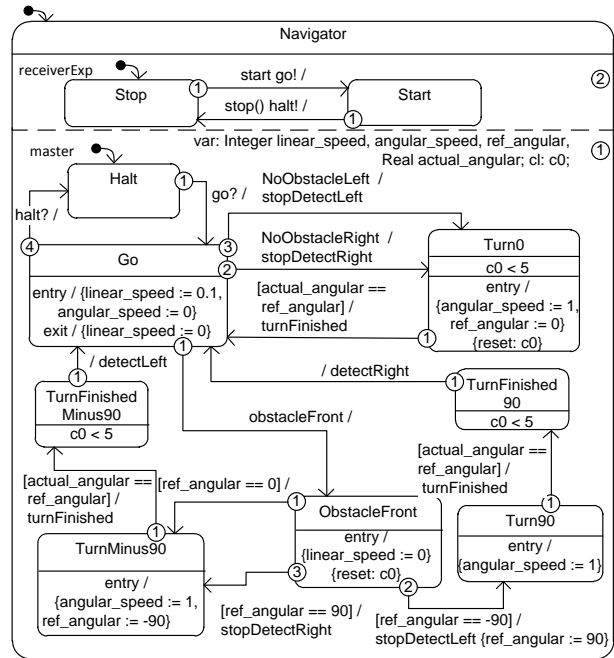 Navigator
receiverExp
2
Stop
1
start go! /
Start
stop() halt! /
1
var: Integer linear_speed, angular_speed, ref_angular,
Real actual_angular; cl: c0;
1
master
Halt
1
go? /
halt? /
4
3
NoObstacleLeft /
stopDetectLeft
2
NoObstacleRight /
stopDetectRight
Go
entry / {linear_speed := 0.1,
angular_speed := 0}
exit / {linear_speed := 0}
1
[actual_angular ==
ref_angular] /
turnFinished
Turn0
c0 < 5
entry /
{angular_speed := 1,
ref_angular := 0}
{reset: c0}
1
/ detectLeft
1
TurnFinished
Minus90
c0 < 5
/ detectRight
1
TurnFinished
90
c0 < 5
obstacleFront /
[actual_angular ==
ref_angular] /
turnFinished
1
[ref_angular == 0] /
1
ObstacleFront
entry /
{linear_speed := 0}
{reset: c0}
3
2
[actual_angular ==
ref_angular] /
turnFinished
1
Turn90
entry /
{angular_speed := 1}
TurnMinus90
entry /
{angular_speed := 1,
ref_angular := -90}
[ref_angular == 90] /
stopDetectRight
[ref_angular == -90] /
stopDetectLeft {ref_angular := 90}